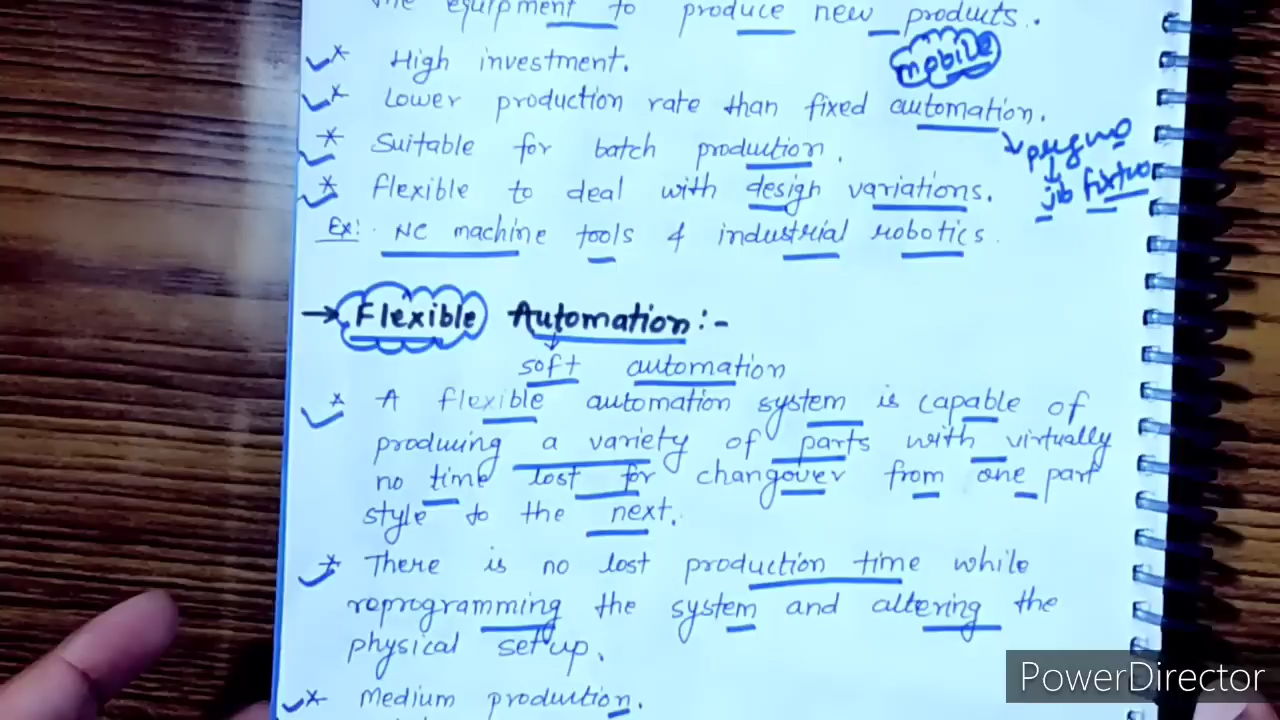 The equipment to produce new products.
* High investment.
mobile
* Lower production rate than fixed automation.
* Suitable for batch production.
* Flexible to deal with design variations.
Ex: NC machine tools & industrial robotics.
→ Flexible Automation:-
soft automation
* A flexible automation system is capable of
produing a variety of parts with virtually
no time lost for changover from one part
style to the next.
* There is no lost production time while
reprogramming the system and altering the
physical setup.
* Medium production.
PowerDirector